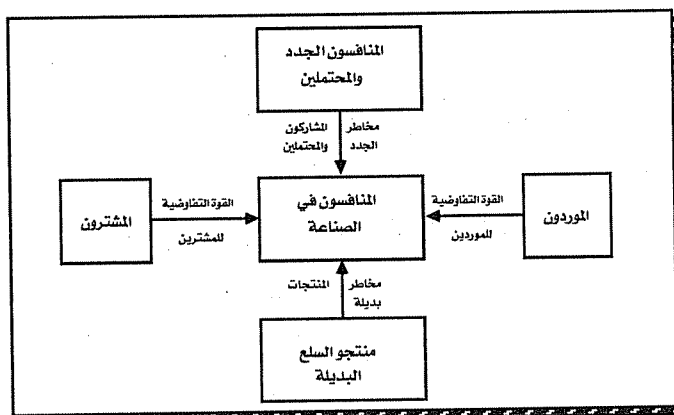 المنافسون الجدد
والمحتملين
مخاطر المشاركون
الجدد والمحتملين
المنافسون في
الصناعة
الموردون
القوة التفاوضية
للموردين
القوة التفاوضية
للمشترين
المشترون
مخاطر المنتجات
بديلة
منتجو السلع
البديلة